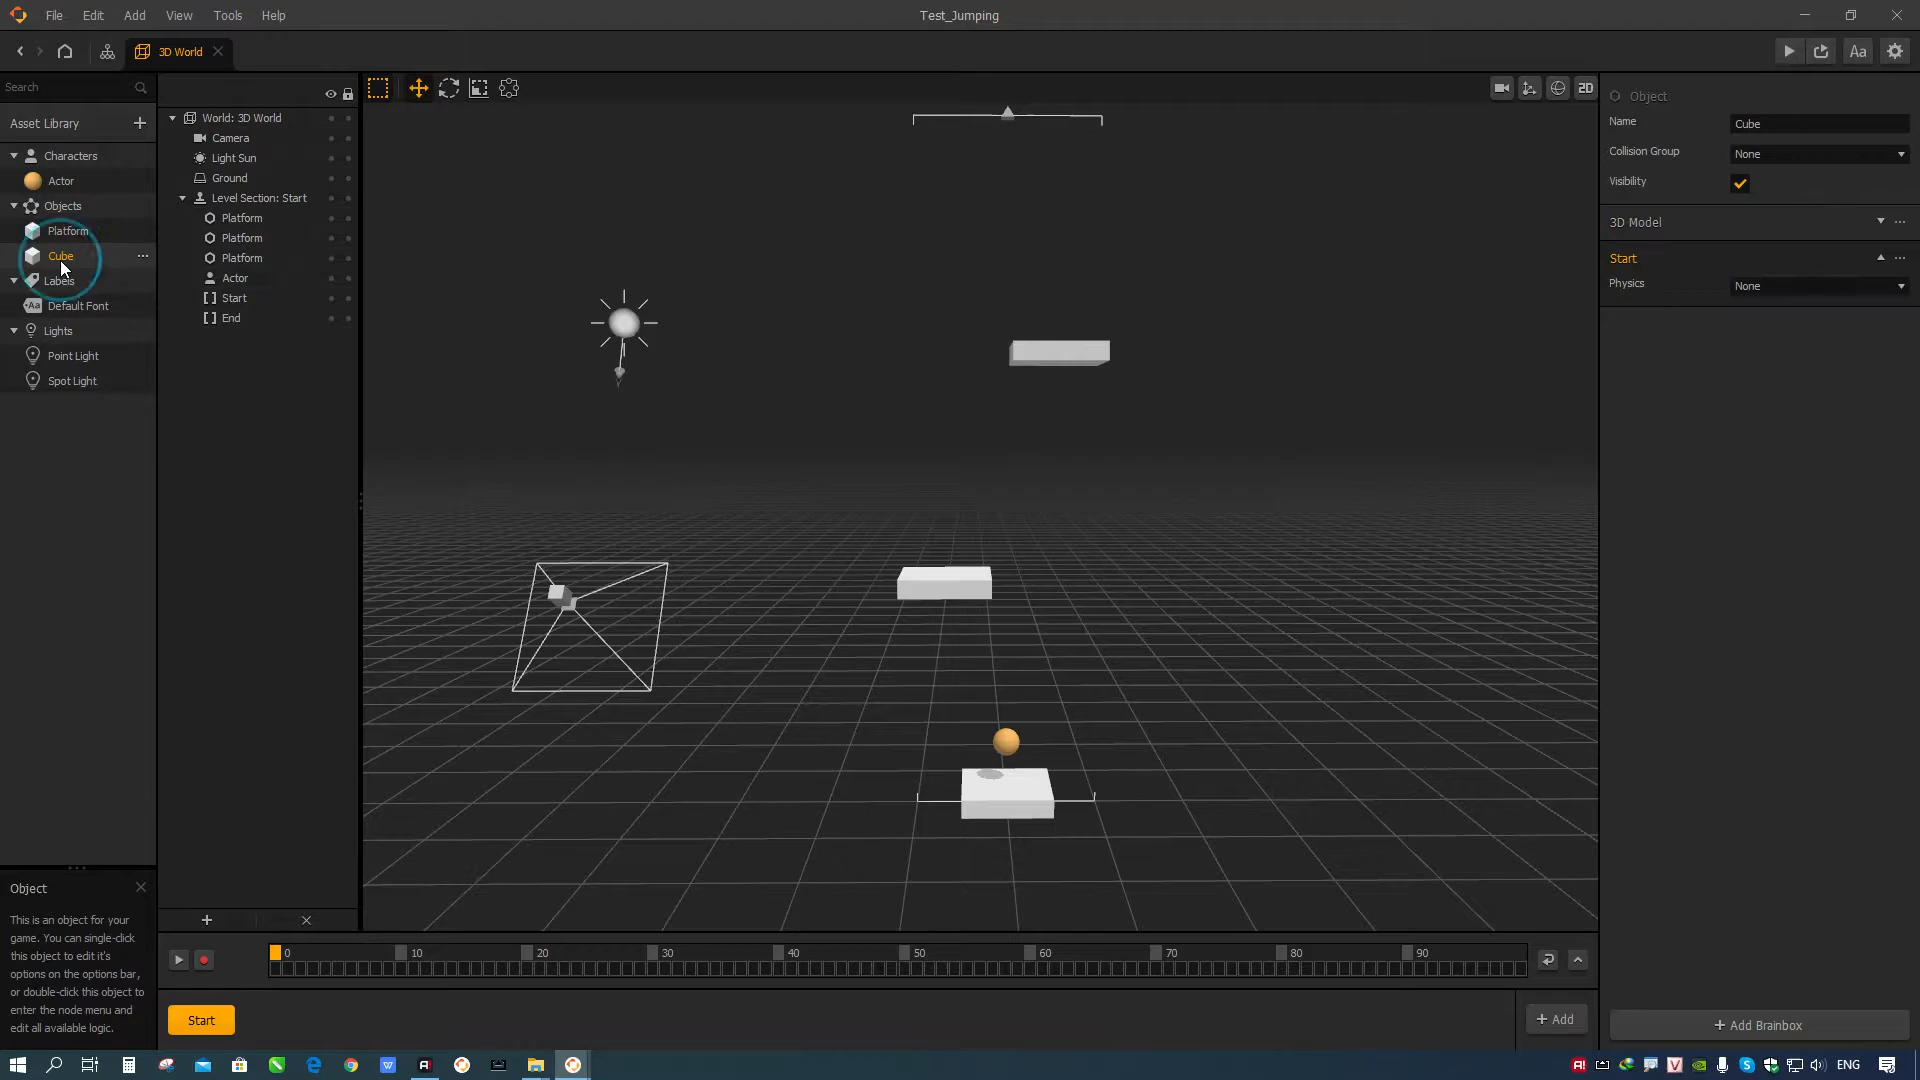 File Edit Add View Tools Help
Test_Jumping
3D World
Aa
Search
Asset Library
Characters
Actor
Objects
Platform
Cube
Labels
Aa Default Font
Lights
Point Light
Spot Light
World: 3D World
Camera
Light Sun
Ground
Level Section: Start
Platform
Platform
Platform
Actor
Start
End
2D
Object
Name Cube
Collision Group None
Visibility
3D Model
Start
Physics None
Object
This is an object for your
game. You can single-click
this object to edit it's
options on the options bar,
or double-click this object to
enter the node menu and
edit all available logic.
0 10 20 30 40 50 60 70 80 90
Start
+ Add
+ Add Brainbox
ENG